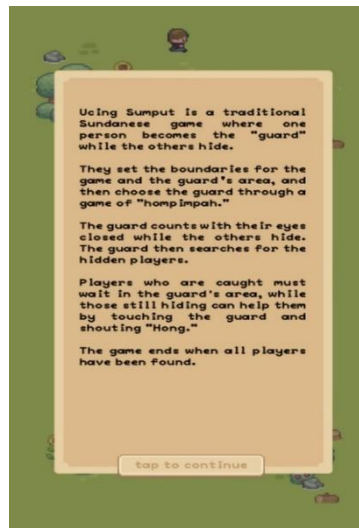 Ucing Sumput is a traditional
Sundanese game where one
person becomes the "guard"
while the others hide.
They set the boundaries for the
game and the guard's area, and
then choose the guard through a
game of "hompimpah."
The guard counts with their eyes
closed while the others hide.
The guard then searches for the
hidden players.
Players who are caught must
wait in the guard's area, while
those still hiding can help them
by touching the guard and
shouting "Hong."
The game ends when all players
have been found.
tap to continue